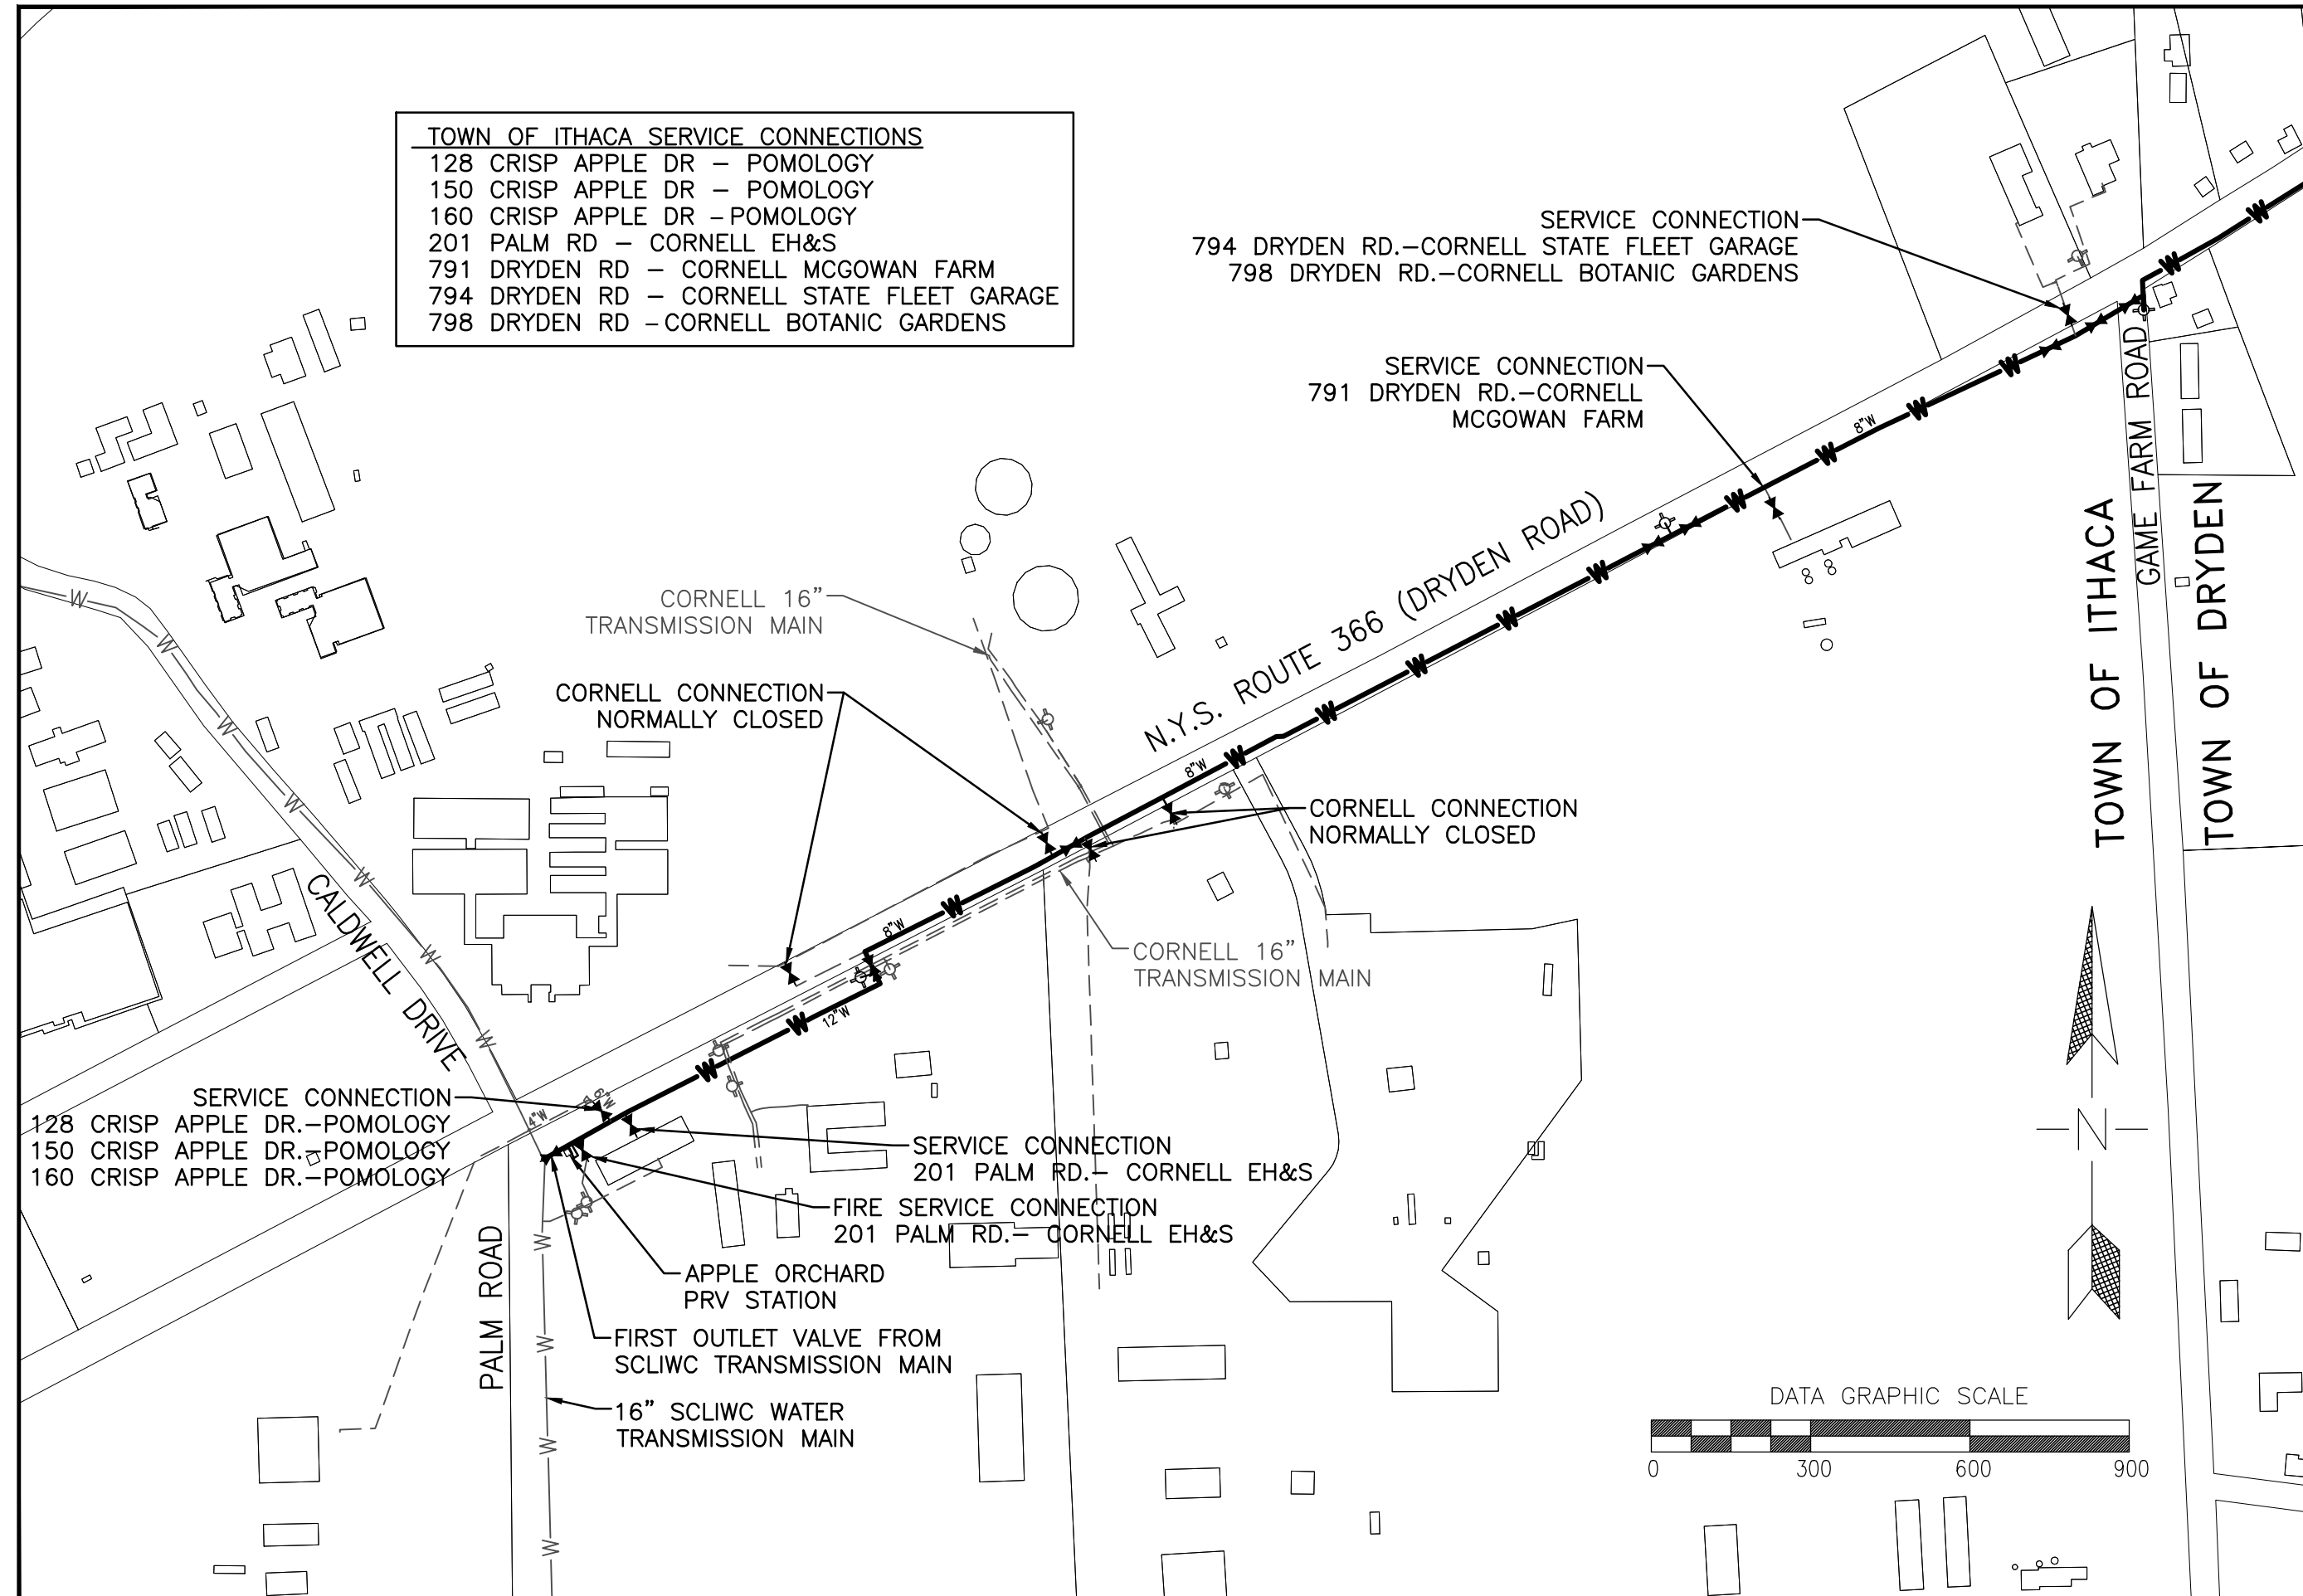 TOWN OF ITHACA SERVICE CONNECTIONS
128 CRISP APPLE DR – POMOLOGY
150 CRISP APPLE DR – POMOLOGY
160 CRISP APPLE DR – POMOLOGY
201 PALM RD – CORNELL EH&S
791 DRYDEN RD – CORNELL MCGOWAN FARM
794 DRYDEN RD – CORNELL STATE FLEET GARAGE
798 DRYDEN RD – CORNELL BOTANIC GARDENS
SERVICE CONNECTION
794 DRYDEN RD.–CORNELL STATE FLEET GARAGE
798 DRYDEN RD.–CORNELL BOTANIC GARDENS
SERVICE CONNECTION
791 DRYDEN RD.–CORNELL
MCGOWAN FARM
8"W
GAME FARM ROAD
TOWN OF ITHACA
TOWN OF DRYDEN
N.Y.S. ROUTE 366 (DRYDEN ROAD)
CORNELL 16"
TRANSMISSION MAIN
CORNELL CONNECTION
NORMALLY CLOSED
8"W
CORNELL CONNECTION
NORMALLY CLOSED
CALDWELL DRIVE
8"W
CORNELL 16"
TRANSMISSION MAIN
12"W
W W W W W W W W
W W W W W W W W W W W W W W W
SERVICE CONNECTION
128 CRISP APPLE DR.–POMOLOGY
150 CRISP APPLE DR.–POMOLOGY
160 CRISP APPLE DR.–POMOLOGY
4"W
6"W
SERVICE CONNECTION
201 PALM RD.– CORNELL EH&S
FIRE SERVICE CONNECTION
201 PALM RD.– CORNELL EH&S
APPLE ORCHARD
PRV STATION
PALM ROAD
FIRST OUTLET VALVE FROM
SCLIWC TRANSMISSION MAIN
16" SCLIWC WATER
TRANSMISSION MAIN
W W W W
N
DATA GRAPHIC SCALE
0 300 600 900